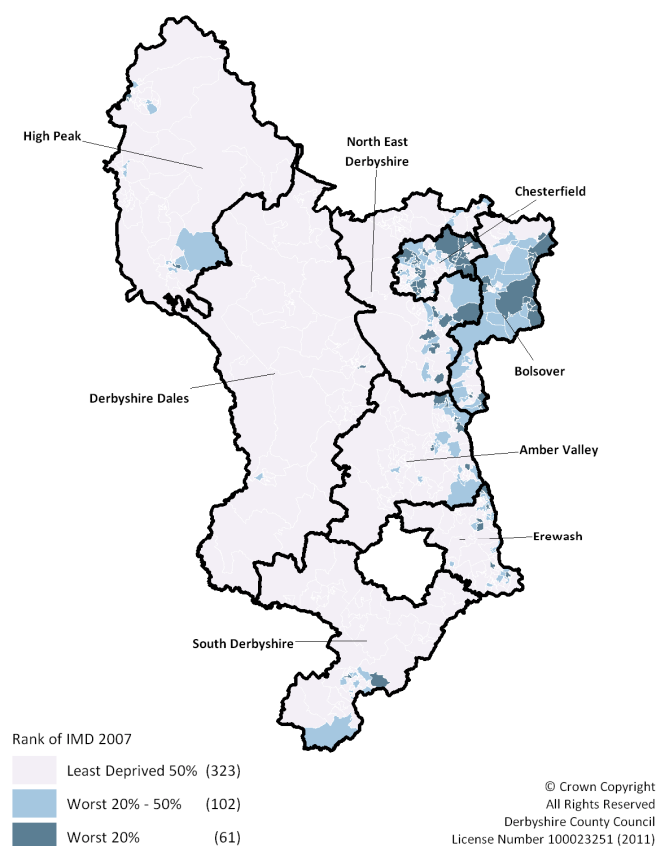 High Peak
North East
Derbyshire
Chesterfield
Bolsover
Derbyshire Dales
Amber Valley
Erewash
South Derbyshire
Rank of IMD 2007
Least Deprived 50% (323)
Worst 20% - 50% (102)
Worst 20% (61)
© Crown Copyright
All Rights Reserved
Derbyshire County Council
License Number 100023251 (2011)